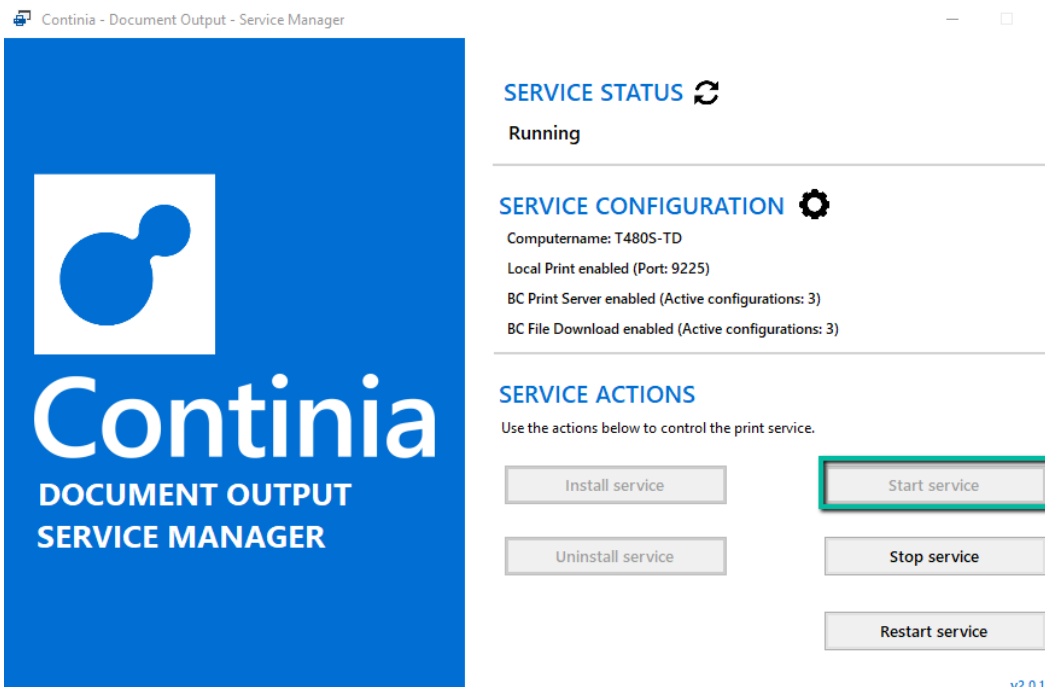 Continia - Document Output - Service Manager
SERVICE STATUS
Running
SERVICE CONFIGURATION
Computername: T480S-TD
Local Print enabled (Port: 9225)
BC Print Server enabled (Active configurations: 3)
BC File Download enabled (Active configurations: 3)
Continia
DOCUMENT OUTPUT
SERVICE MANAGER
SERVICE ACTIONS
Use the actions below to control the print service.
Install service
Start service
Uninstall service
Stop service
Restart service